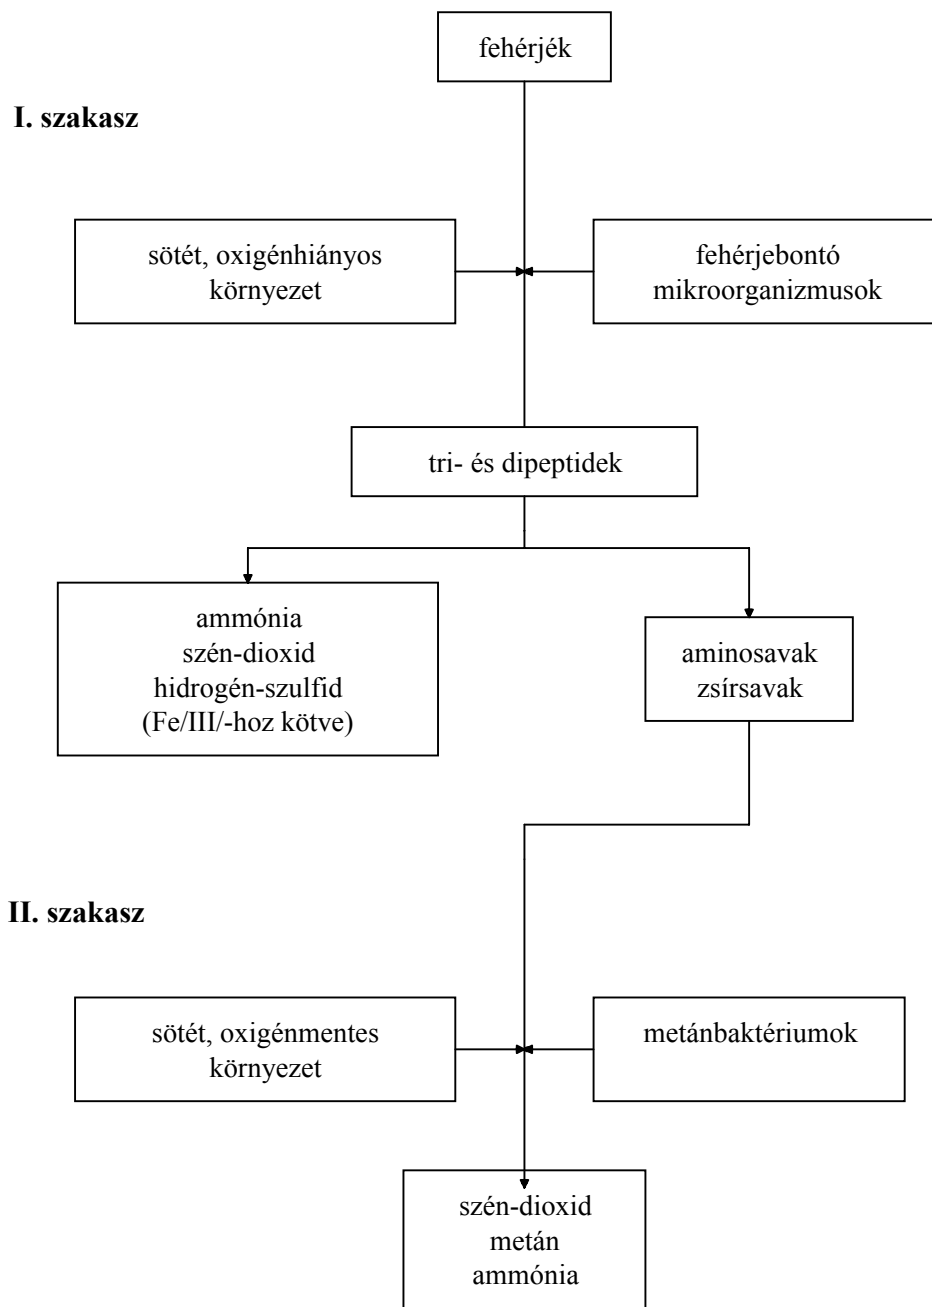 fehérjék
I. szakasz
sötét, oxigénhiányos
környezet
fehérjebontó
mikroorganizmusok
tri- és dipeptidek
ammónia
szén-dioxid
hidrogén-szulfid
(Fe/III/-hoz kötve)
aminosavak
zsírsavak
II. szakasz
sötét, oxigénmentes
környezet
metánbaktériumok
szén-dioxid
metán
ammónia